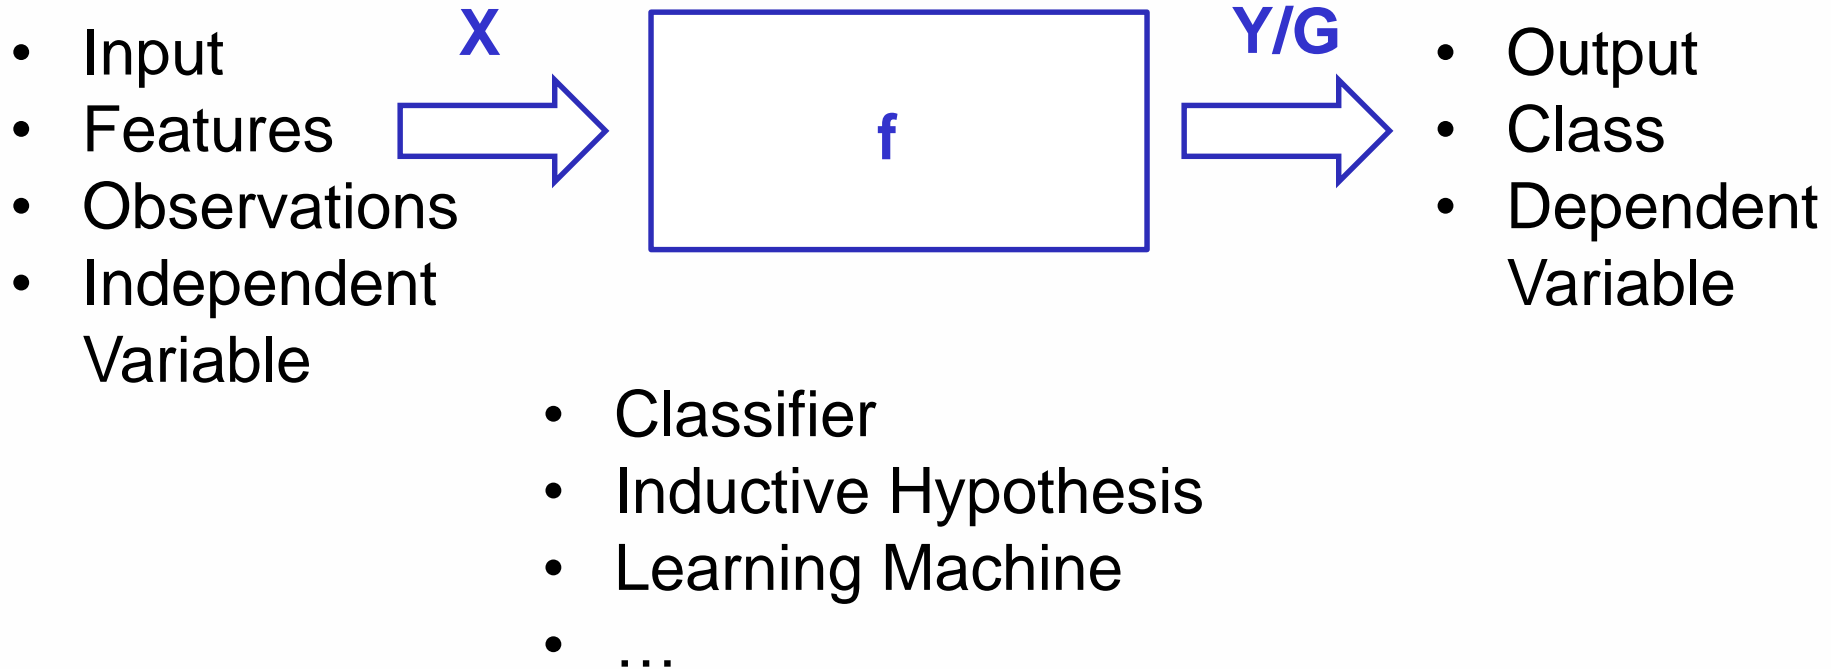 X
Y/G
• Input
• Features
• Observations
• Independent
Variable
f
• Output
• Class
• Dependent
Variable
• Classifier
• Inductive Hypothesis
• Learning Machine
• …